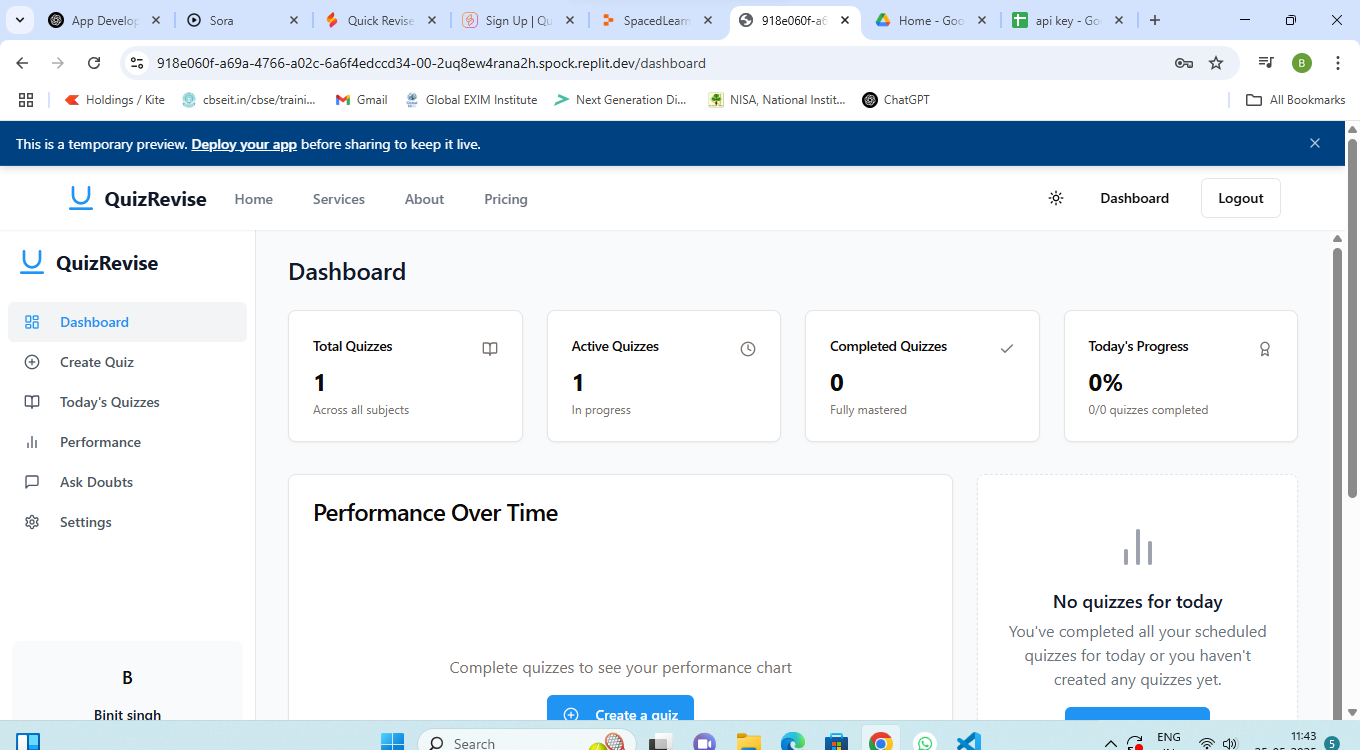 App Develop
Sora
Quick Revise
Sign Up | Qu
SpacedLearn
918e060f-a6
Home - Goo
api key - Go
918e060f-a69a-4766-a02c-6a6f4edccd34-00-2uq8ew4rana2h.spock.replit.dev/dashboard
B
Holdings / Kite
cbseit.in/cbse/traini...
Gmail
Global EXIM Institute
Next Generation Di...
NISA, National Instit...
ChatGPT
All Bookmarks
This is a temporary preview. Deploy your app before sharing to keep it live.
QuizRevise
Home
Services
About
Pricing
Dashboard
Logout
QuizRevise
Dashboard
Create Quiz
Today's Quizzes
Performance
Ask Doubts
Settings
B
Binit singh
Dashboard
Total Quizzes
1
Across all subjects
Active Quizzes
1
In progress
Completed Quizzes
0
Fully mastered
Today's Progress
0%
0/0 quizzes completed
Performance Over Time
Complete quizzes to see your performance chart
Create a quiz
No quizzes for today
You've completed all your scheduled
quizzes for today or you haven't
created any quizzes yet.
Search
ENG
11:43
5